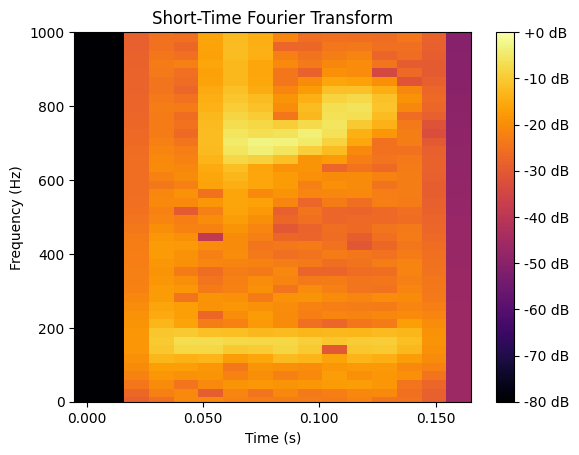 Short-Time Fourier Transform
Frequency (Hz)
1000
800
600
400
200
0
0.000
0.050
0.100
0.150
Time (s)
+0 dB
-10 dB
-20 dB
-30 dB
-40 dB
-50 dB
-60 dB
-70 dB
-80 dB